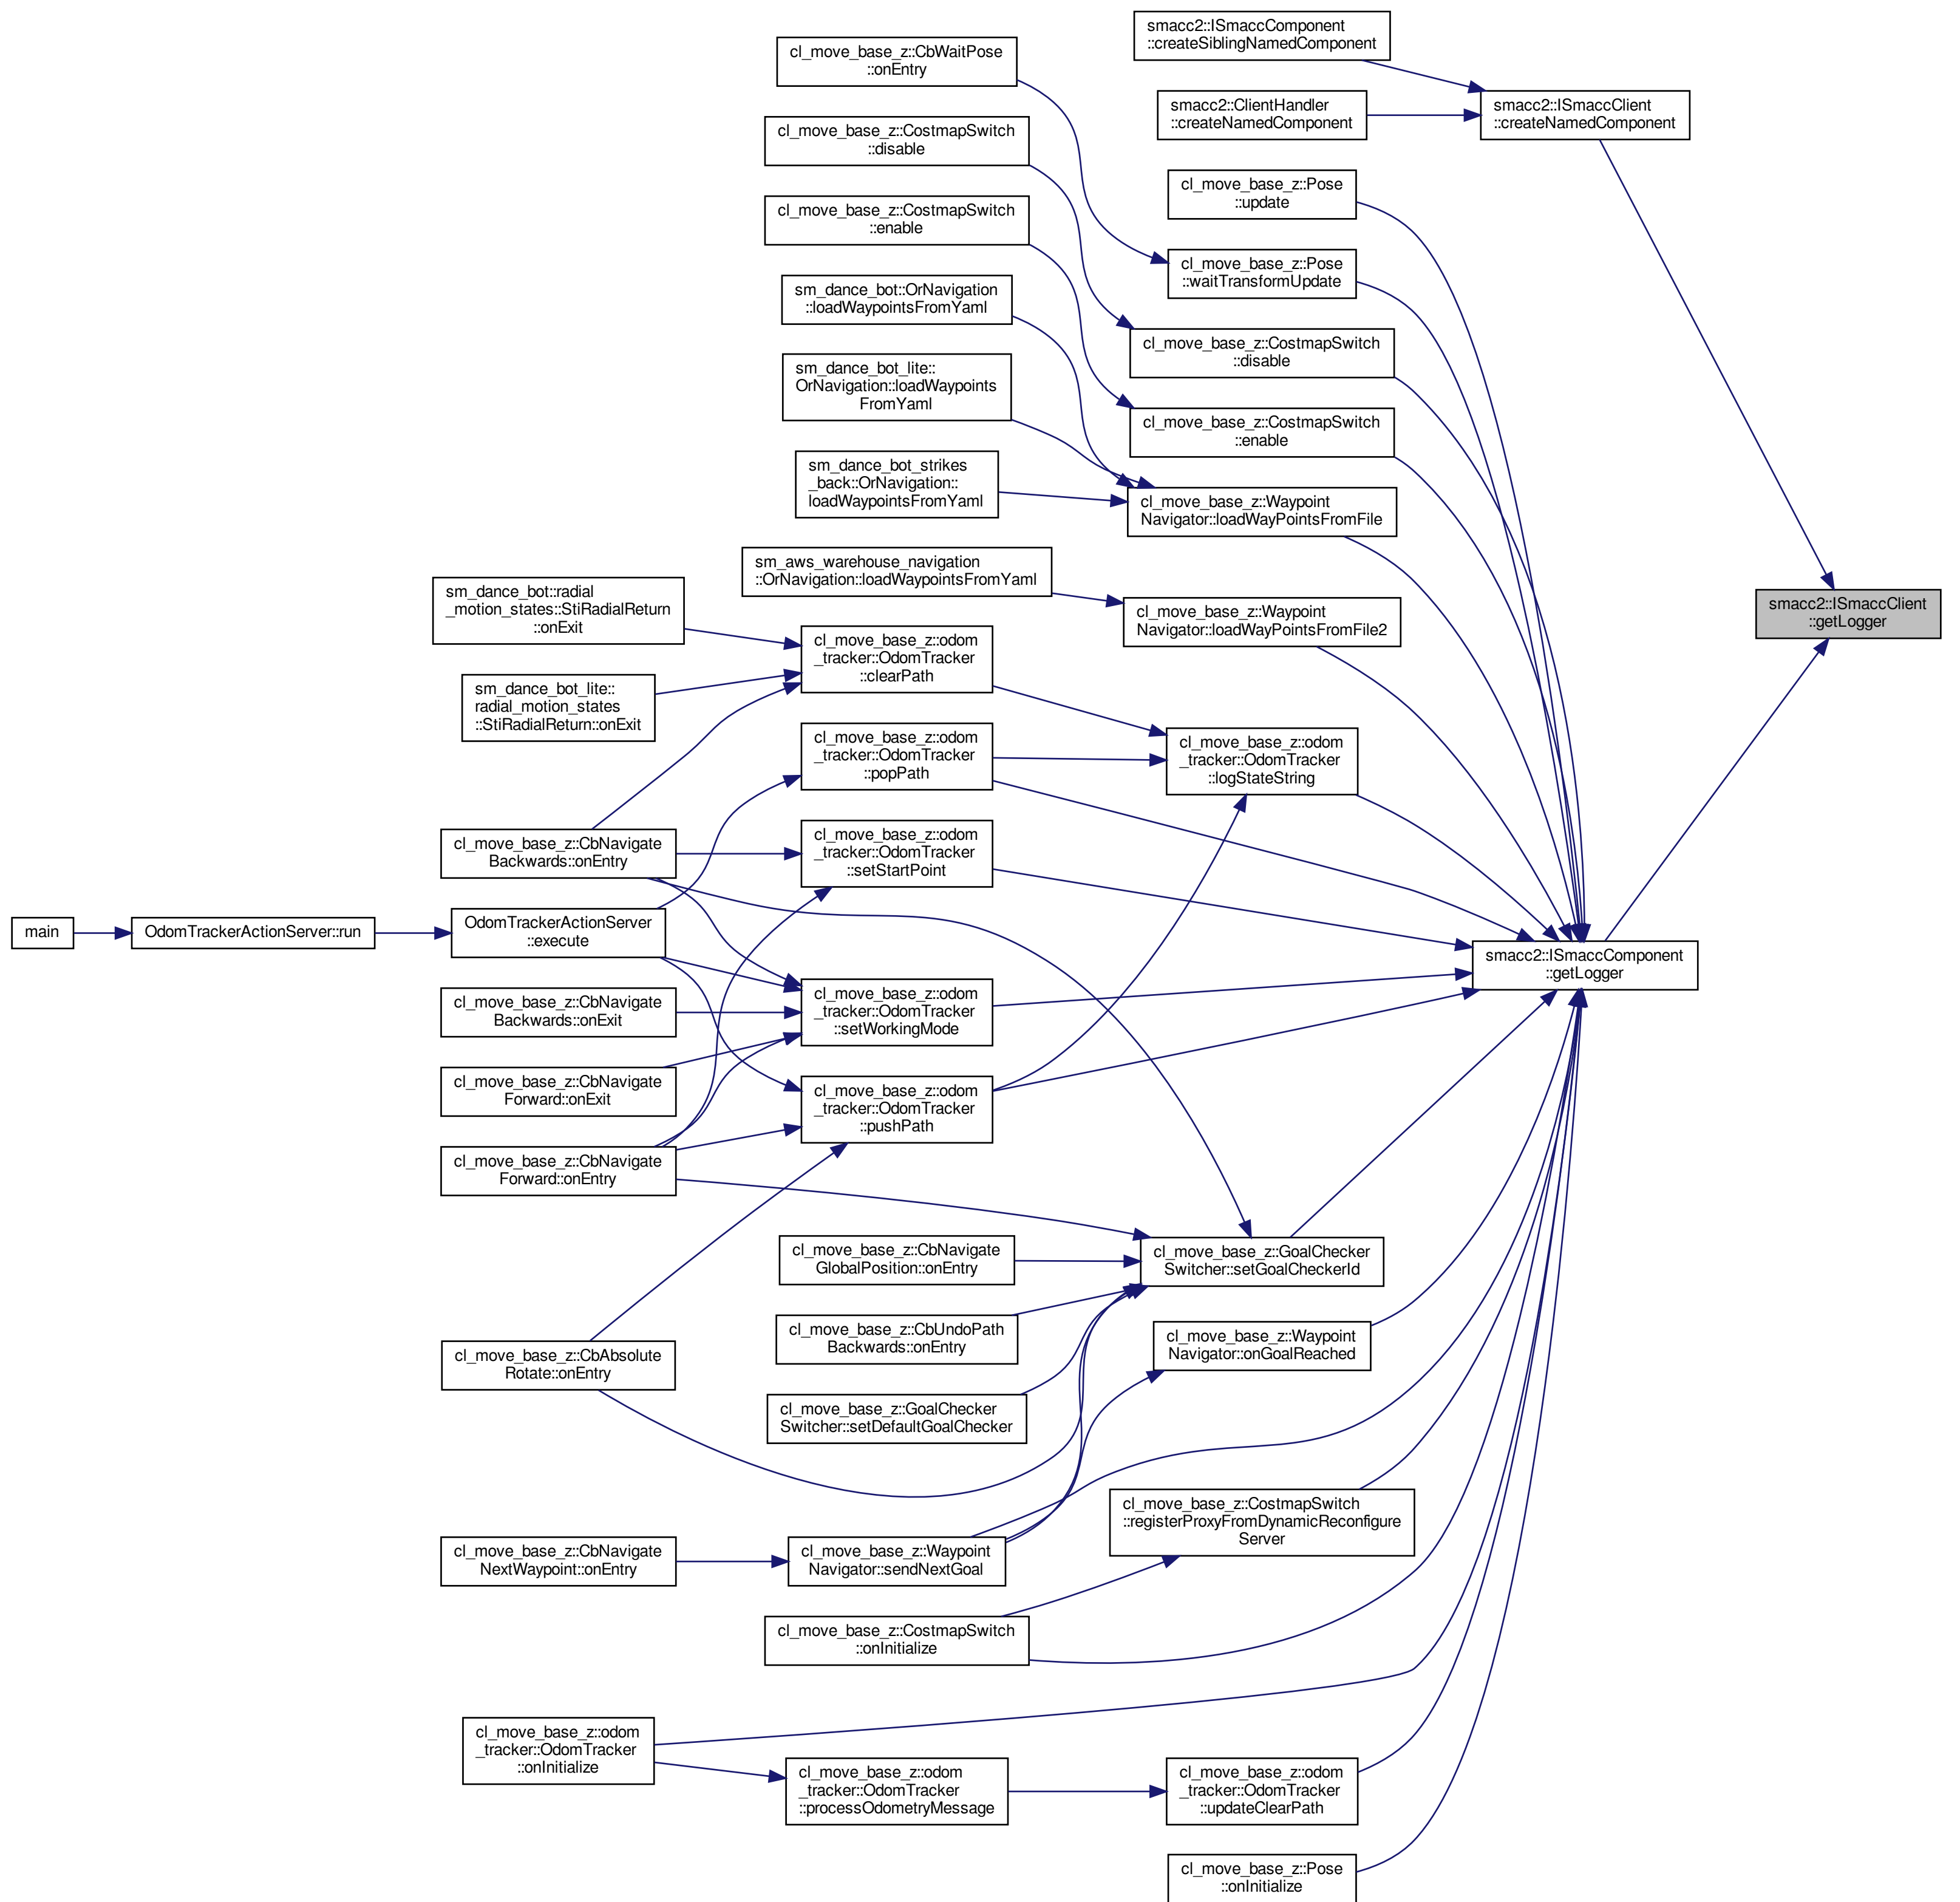 smacc2::ISmaccComponent
::createSiblingNamedComponent
cl_move_base_z::CbWaitPose
::onEntry
smacc2::ClientHandler
::createNamedComponent
smacc2::ISmaccClient
::createNamedComponent
cl_move_base_z::CostmapSwitch
::disable
cl_move_base_z::Pose
::update
cl_move_base_z::CostmapSwitch
::enable
cl_move_base_z::Pose
::waitTransformUpdate
sm_dance_bot::OrNavigation
::loadWaypointsFromYaml
cl_move_base_z::CostmapSwitch
::disable
sm_dance_bot_lite::
OrNavigation::loadWaypoints
FromYaml
cl_move_base_z::CostmapSwitch
::enable
sm_dance_bot_strikes
_back::OrNavigation::
loadWaypointsFromYaml
cl_move_base_z::Waypoint
Navigator::loadWayPointsFromFile
sm_aws_warehouse_navigation
::OrNavigation::loadWaypointsFromYaml
cl_move_base_z::Waypoint
Navigator::loadWayPointsFromFile2
smacc2::ISmaccClient
::getLogger
sm_dance_bot::radial
_motion_states::StiRadialReturn
::onExit
cl_move_base_z::odom
_tracker::OdomTracker
::clearPath
sm_dance_bot_lite::
radial_motion_states
::StiRadialReturn::onExit
cl_move_base_z::odom
_tracker::OdomTracker
::popPath
cl_move_base_z::odom
_tracker::OdomTracker
::logStateString
cl_move_base_z::CbNavigate
Backwards::onEntry
cl_move_base_z::odom
_tracker::OdomTracker
::setStartPoint
main
OdomTrackerActionServer::run
OdomTrackerActionServer
::execute
smacc2::ISmaccComponent
::getLogger
cl_move_base_z::CbNavigate
Backwards::onExit
cl_move_base_z::odom
_tracker::OdomTracker
::setWorkingMode
cl_move_base_z::CbNavigate
Forward::onExit
cl_move_base_z::odom
_tracker::OdomTracker
::pushPath
cl_move_base_z::CbNavigate
Forward::onEntry
cl_move_base_z::CbNavigate
GlobalPosition::onEntry
cl_move_base_z::GoalChecker
Switcher::setGoalCheckerId
cl_move_base_z::CbUndoPath
Backwards::onEntry
cl_move_base_z::Waypoint
Navigator::onGoalReached
cl_move_base_z::CbAbsolute
Rotate::onEntry
cl_move_base_z::GoalChecker
Switcher::setDefaultGoalChecker
cl_move_base_z::CostmapSwitch
::registerProxyFromDynamicReconfigure
Server
cl_move_base_z::CbNavigate
NextWaypoint::onEntry
cl_move_base_z::Waypoint
Navigator::sendNextGoal
cl_move_base_z::CostmapSwitch
::onInitialize
cl_move_base_z::odom
_tracker::OdomTracker
::onInitialize
cl_move_base_z::odom
_tracker::OdomTracker
::processOdometryMessage
cl_move_base_z::odom
_tracker::OdomTracker
::updateClearPath
cl_move_base_z::Pose
::onInitialize